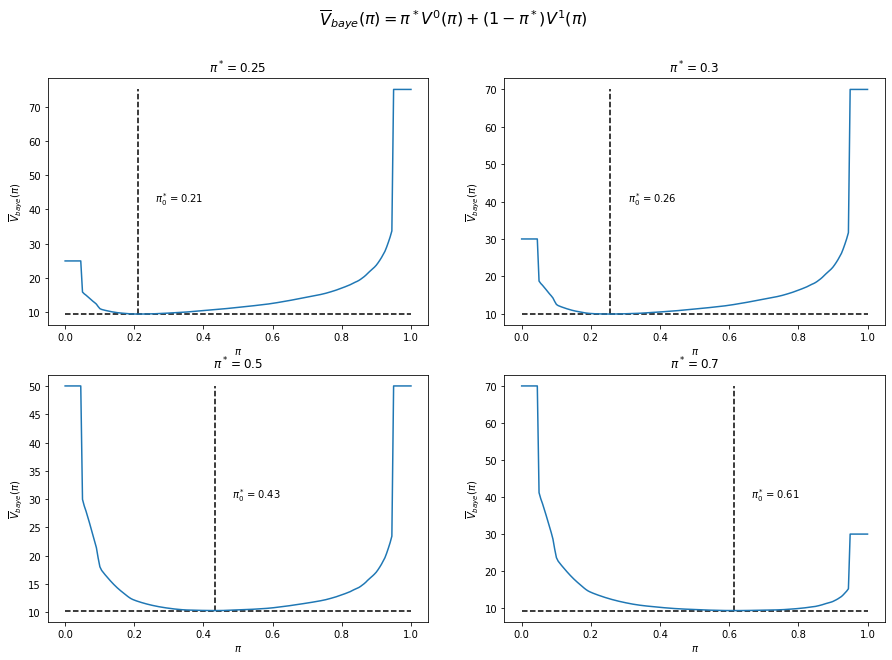 $\overline{V}_{baye}(\pi) = \pi^* V^0(\pi) + (1 - \pi^*)V^1(\pi)$
$\pi^* = 0.25$
$\overline{V}_{baye}(\pi)$
70
60
50
40
30
20
10
$\pi_0^* = 0.21$
0.0 0.2 0.4 0.6 0.8 1.0
$\pi$
$\pi^* = 0.3$
$\overline{V}_{baye}(\pi)$
70
60
50
40
30
20
10
$\pi_0^* = 0.26$
0.0 0.2 0.4 0.6 0.8 1.0
$\pi$
$\pi^* = 0.5$
$\overline{V}_{baye}(\pi)$
50
45
40
35
30
25
20
15
10
$\pi_0^* = 0.43$
0.0 0.2 0.4 0.6 0.8 1.0
$\pi$
$\pi^* = 0.7$
$\overline{V}_{baye}(\pi)$
70
60
50
40
30
20
10
$\pi_0^* = 0.61$
0.0 0.2 0.4 0.6 0.8 1.0
$\pi$